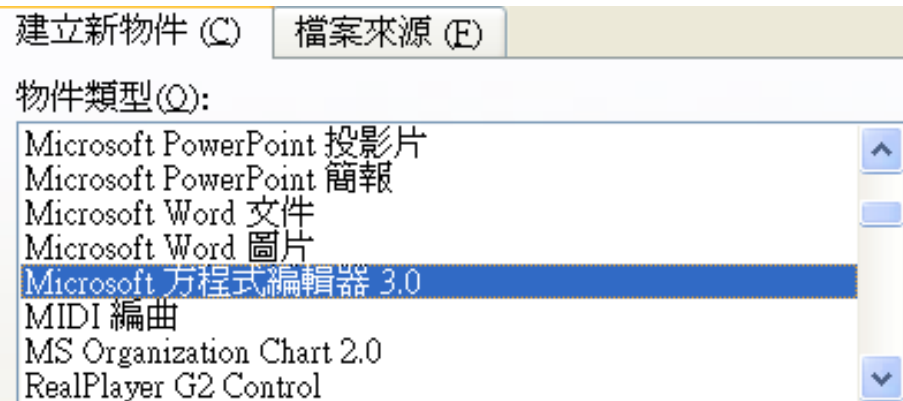 建立新物件 (C) 檔案來源 (F)
物件類型(O):
Microsoft PowerPoint 投影片
Microsoft PowerPoint 簡報
Microsoft Word 文件
Microsoft Word 圖片
Microsoft 方程式編輯器 3.0
MIDI 編曲
MS Organization Chart 2.0
RealPlayer G2 Control